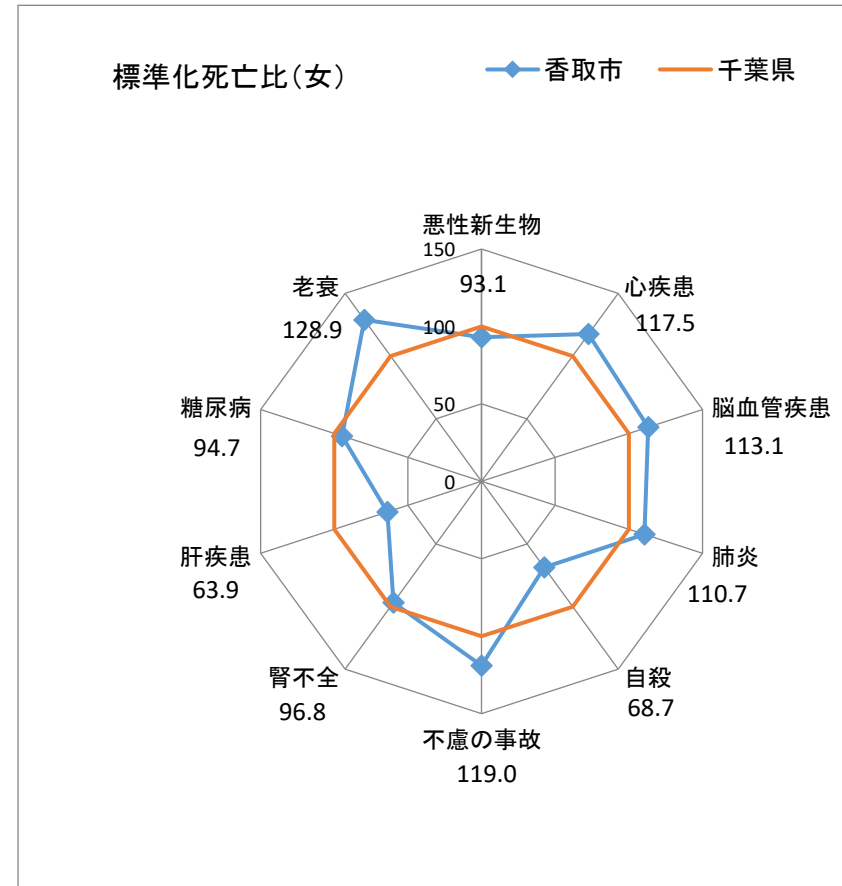 標準化死亡比(女)
香取市
千葉県
悪性新生物
93.1
心疾患
117.5
脳血管疾患
113.1
肺炎
110.7
自殺
68.7
不慮の事故
119.0
腎不全
96.8
肝疾患
63.9
糖尿病
94.7
老衰
128.9
150
100
50
0